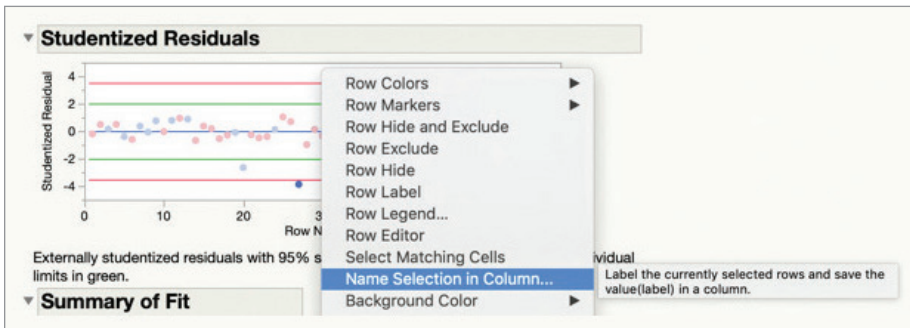 Studentized Residuals
Studentized Residual
4
2
0
-2
-4
0
10
20
3
Row N
Row Colors
Row Markers
Row Hide and Exclude
Row Exclude
Row Hide
Row Label
Row Legend...
Row Editor
Select Matching Cells
Name Selection in Column...
Background Color
Label the currently selected rows and save the
value(label) in a column.
Externally studentized residuals with 95% s
limits in green.
Summary of Fit